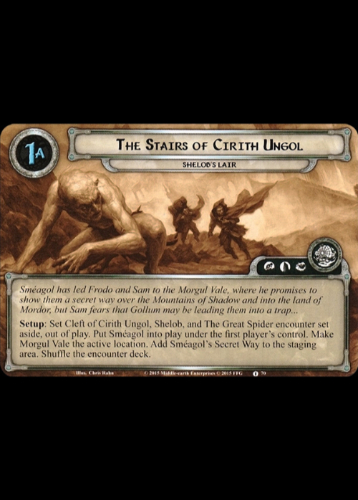 1A
THE STAIRS OF CIRITH UNGOL
SHELOB'S LAIR
Sméagol has led Frodo and Sam to the Morgul Vale, where he promises to
show them a secret way over the Mountains of Shadow and into the land of
Mordor, but Sam fears that Gollum may be leading them into a trap...
Setup: Set Cleft of Cirith Ungol, Shelob, and The Great Spider encounter set
aside, out of play. Put Sméagol into play under the first player's control. Make
Morgul Vale the active location. Add Sméagol's Secret Way to the staging
area. Shuffle the encounter deck.
Illus. Chris Rahn © 2015 Middle-earth Enterprises © 2015 FFG 70